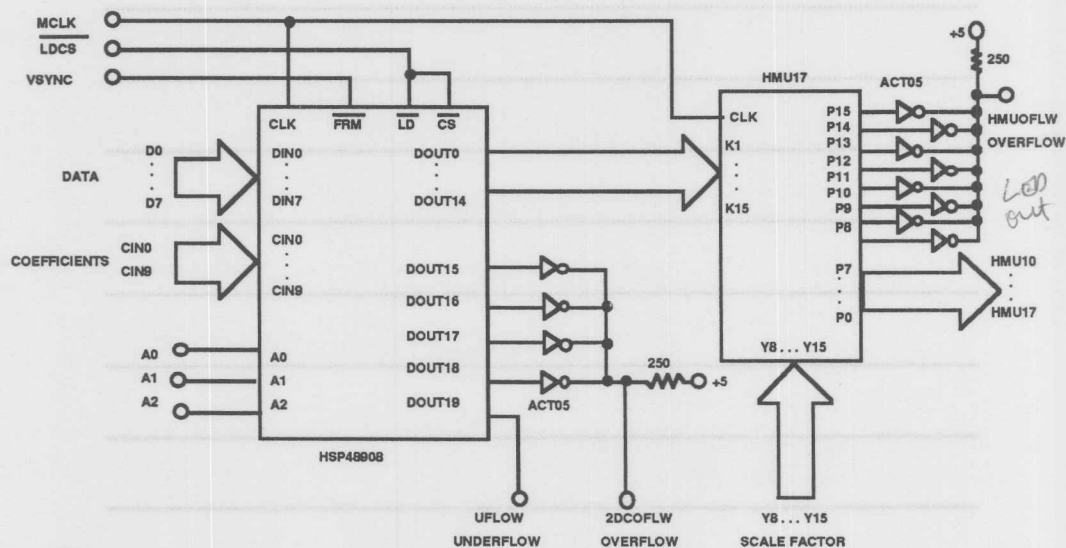 MCLK
LDCS
VSYNC
+5
250
HMU17
ACT05
CLK FRM LD CS
CLK
P15
P14
P13
P12
P11
P10
P9
P8
HMUOFLW
OVERFLOW
LED
out
DATA
D0
D7
DIN0
DIN7
DOUT0
DOUT14
K1
K15
COEFFICIENTS
CIN0
CIN9
CIN0
CIN9
DOUT15
DOUT16
DOUT17
DOUT18
DOUT19
P7
P0
HMU10
HMU17
Y8 . . . Y15
250
+5
ACT05
A0
A1
A2
A0
A1
A2
HSP48908
UFLOW
UNDERFLOW
2DCOFLW
OVERFLOW
Y8 . . . Y15
SCALE FACTOR